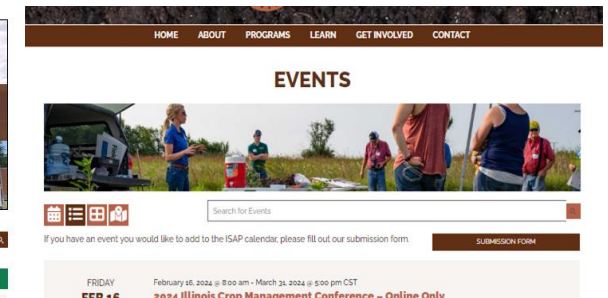 HOME ABOUT PROGRAMS LEARN GET INVOLVED CONTACT
EVENTS
Search for Events
If you have an event you would like to add to the ISAP calendar, please fill out our submission form.
SUBMISSION FORM
FRIDAY
FEB 16
February 16, 2024 @ 8:00 am - March 31, 2024 @ 5:00 pm CST
2024 Illinois Crop Management Conference – Online Only